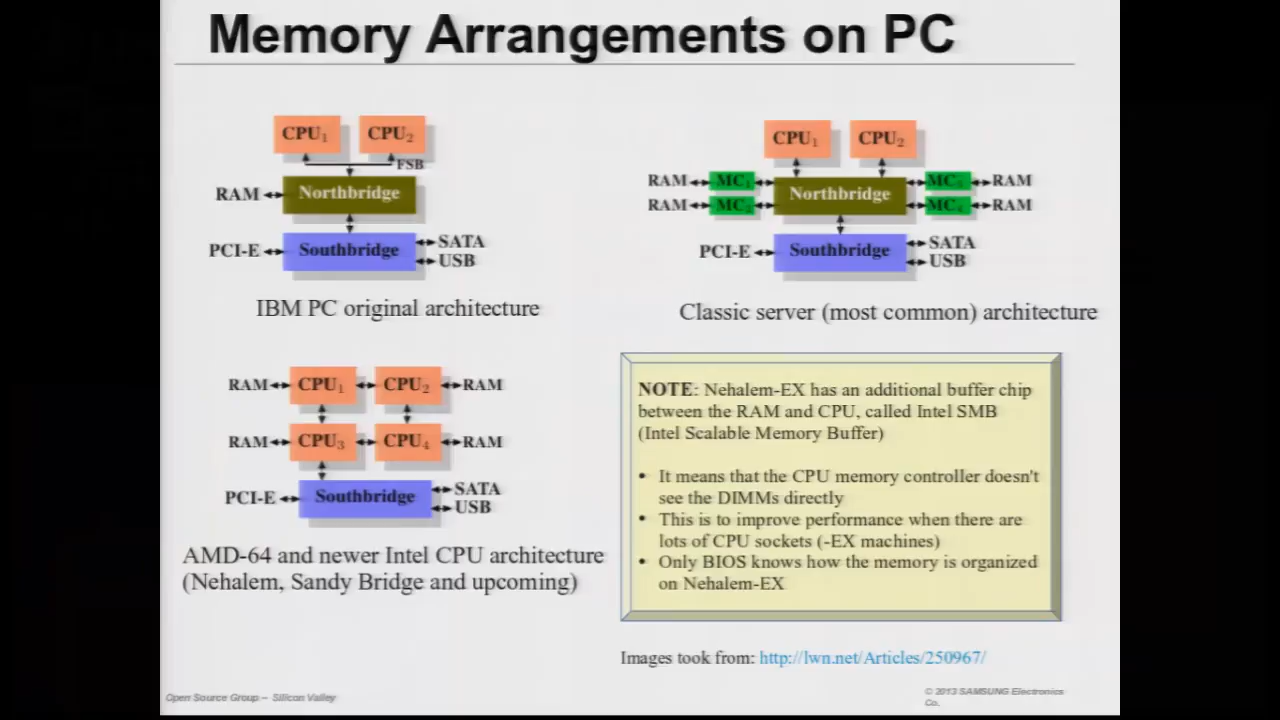 Memory Arrangements on PC
CPU₁ CPU₂
FSB
RAM Northbridge
PCI-E Southbridge SATA
USB
IBM PC original architecture
CPU₁ CPU₂
RAM MC₁ Northbridge MC₃ RAM
RAM MC₂ MC₄ RAM
PCI-E Southbridge SATA
USB
Classic server (most common) architecture
RAM CPU₁ CPU₂ RAM
RAM CPU₃ CPU₄ RAM
PCI-E Southbridge SATA
USB
AMD-64 and newer Intel CPU architecture
(Nehalem, Sandy Bridge and upcoming)
NOTE: Nehalem-EX has an additional buffer chip
between the RAM and CPU, called Intel SMB
(Intel Scalable Memory Buffer)
• It means that the CPU memory controller doesn't
see the DIMMs directly
• This is to improve performance when there are
lots of CPU sockets (-EX machines)
• Only BIOS knows how the memory is organized
on Nehalem-EX
Images took from: http://lwn.net/Articles/250967/
Open Source Group – Silicon Valley
© 2013 SAMSUNG Electronics
Co.